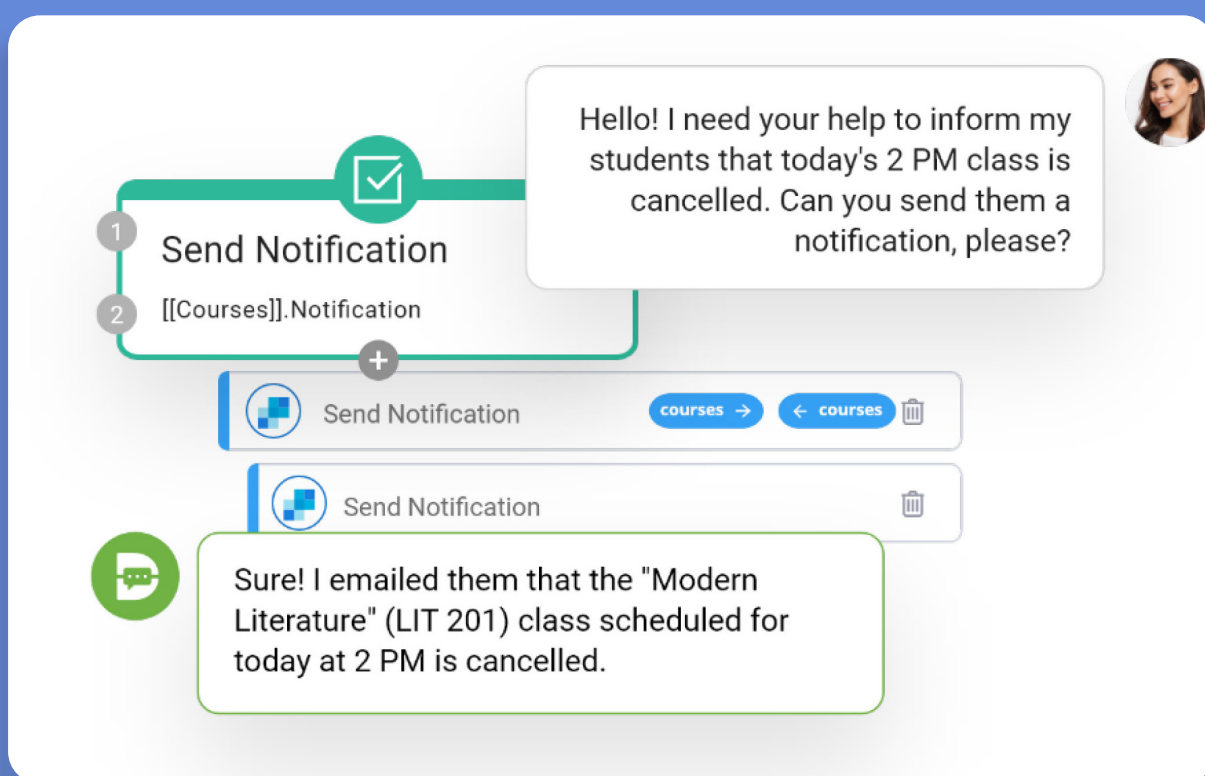 Hello! I need your help to inform my
students that today's 2 PM class is
cancelled. Can you send them a
notification, please?
1
Send Notification
2
[[Courses]].Notification
+
Send Notification
courses →
← courses
Send Notification
Sure! I emailed them that the "Modern
Literature" (LIT 201) class scheduled for
today at 2 PM is cancelled.